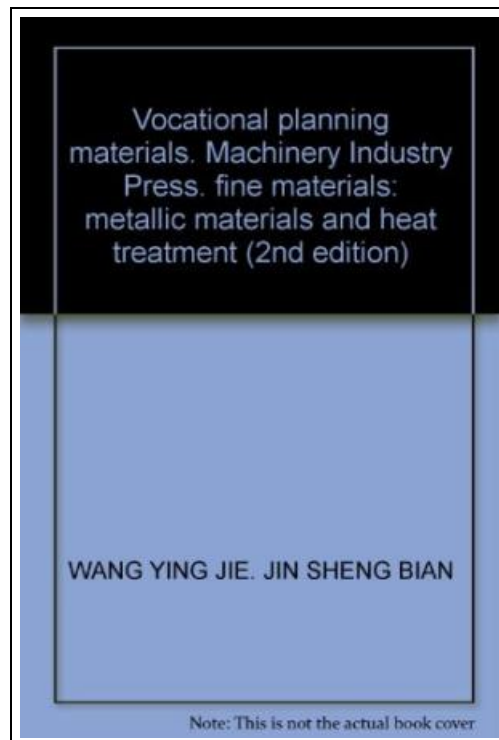 Vocational planning
materials. Machinery Industry
Press. fine materials:
metallic materials and heat
treatment (2nd edition)
WANG YING JIE. JIN SHENG BIAN
Note: This is not the actual book cover